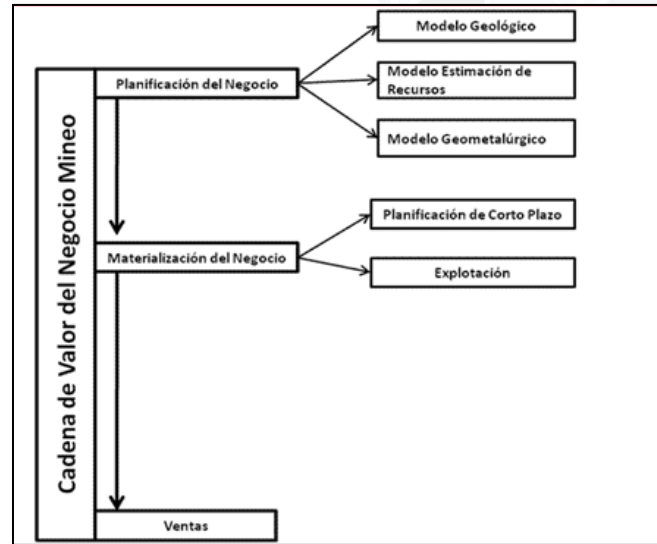 Cadena de Valor del Negocio Mineo
Planificación del Negocio
Modelo Geológico
Modelo Estimación de
Recursos
Modelo Geometalúrgico
Materialización del Negocio
Planificación de Corto Plazo
Explotación
Ventas